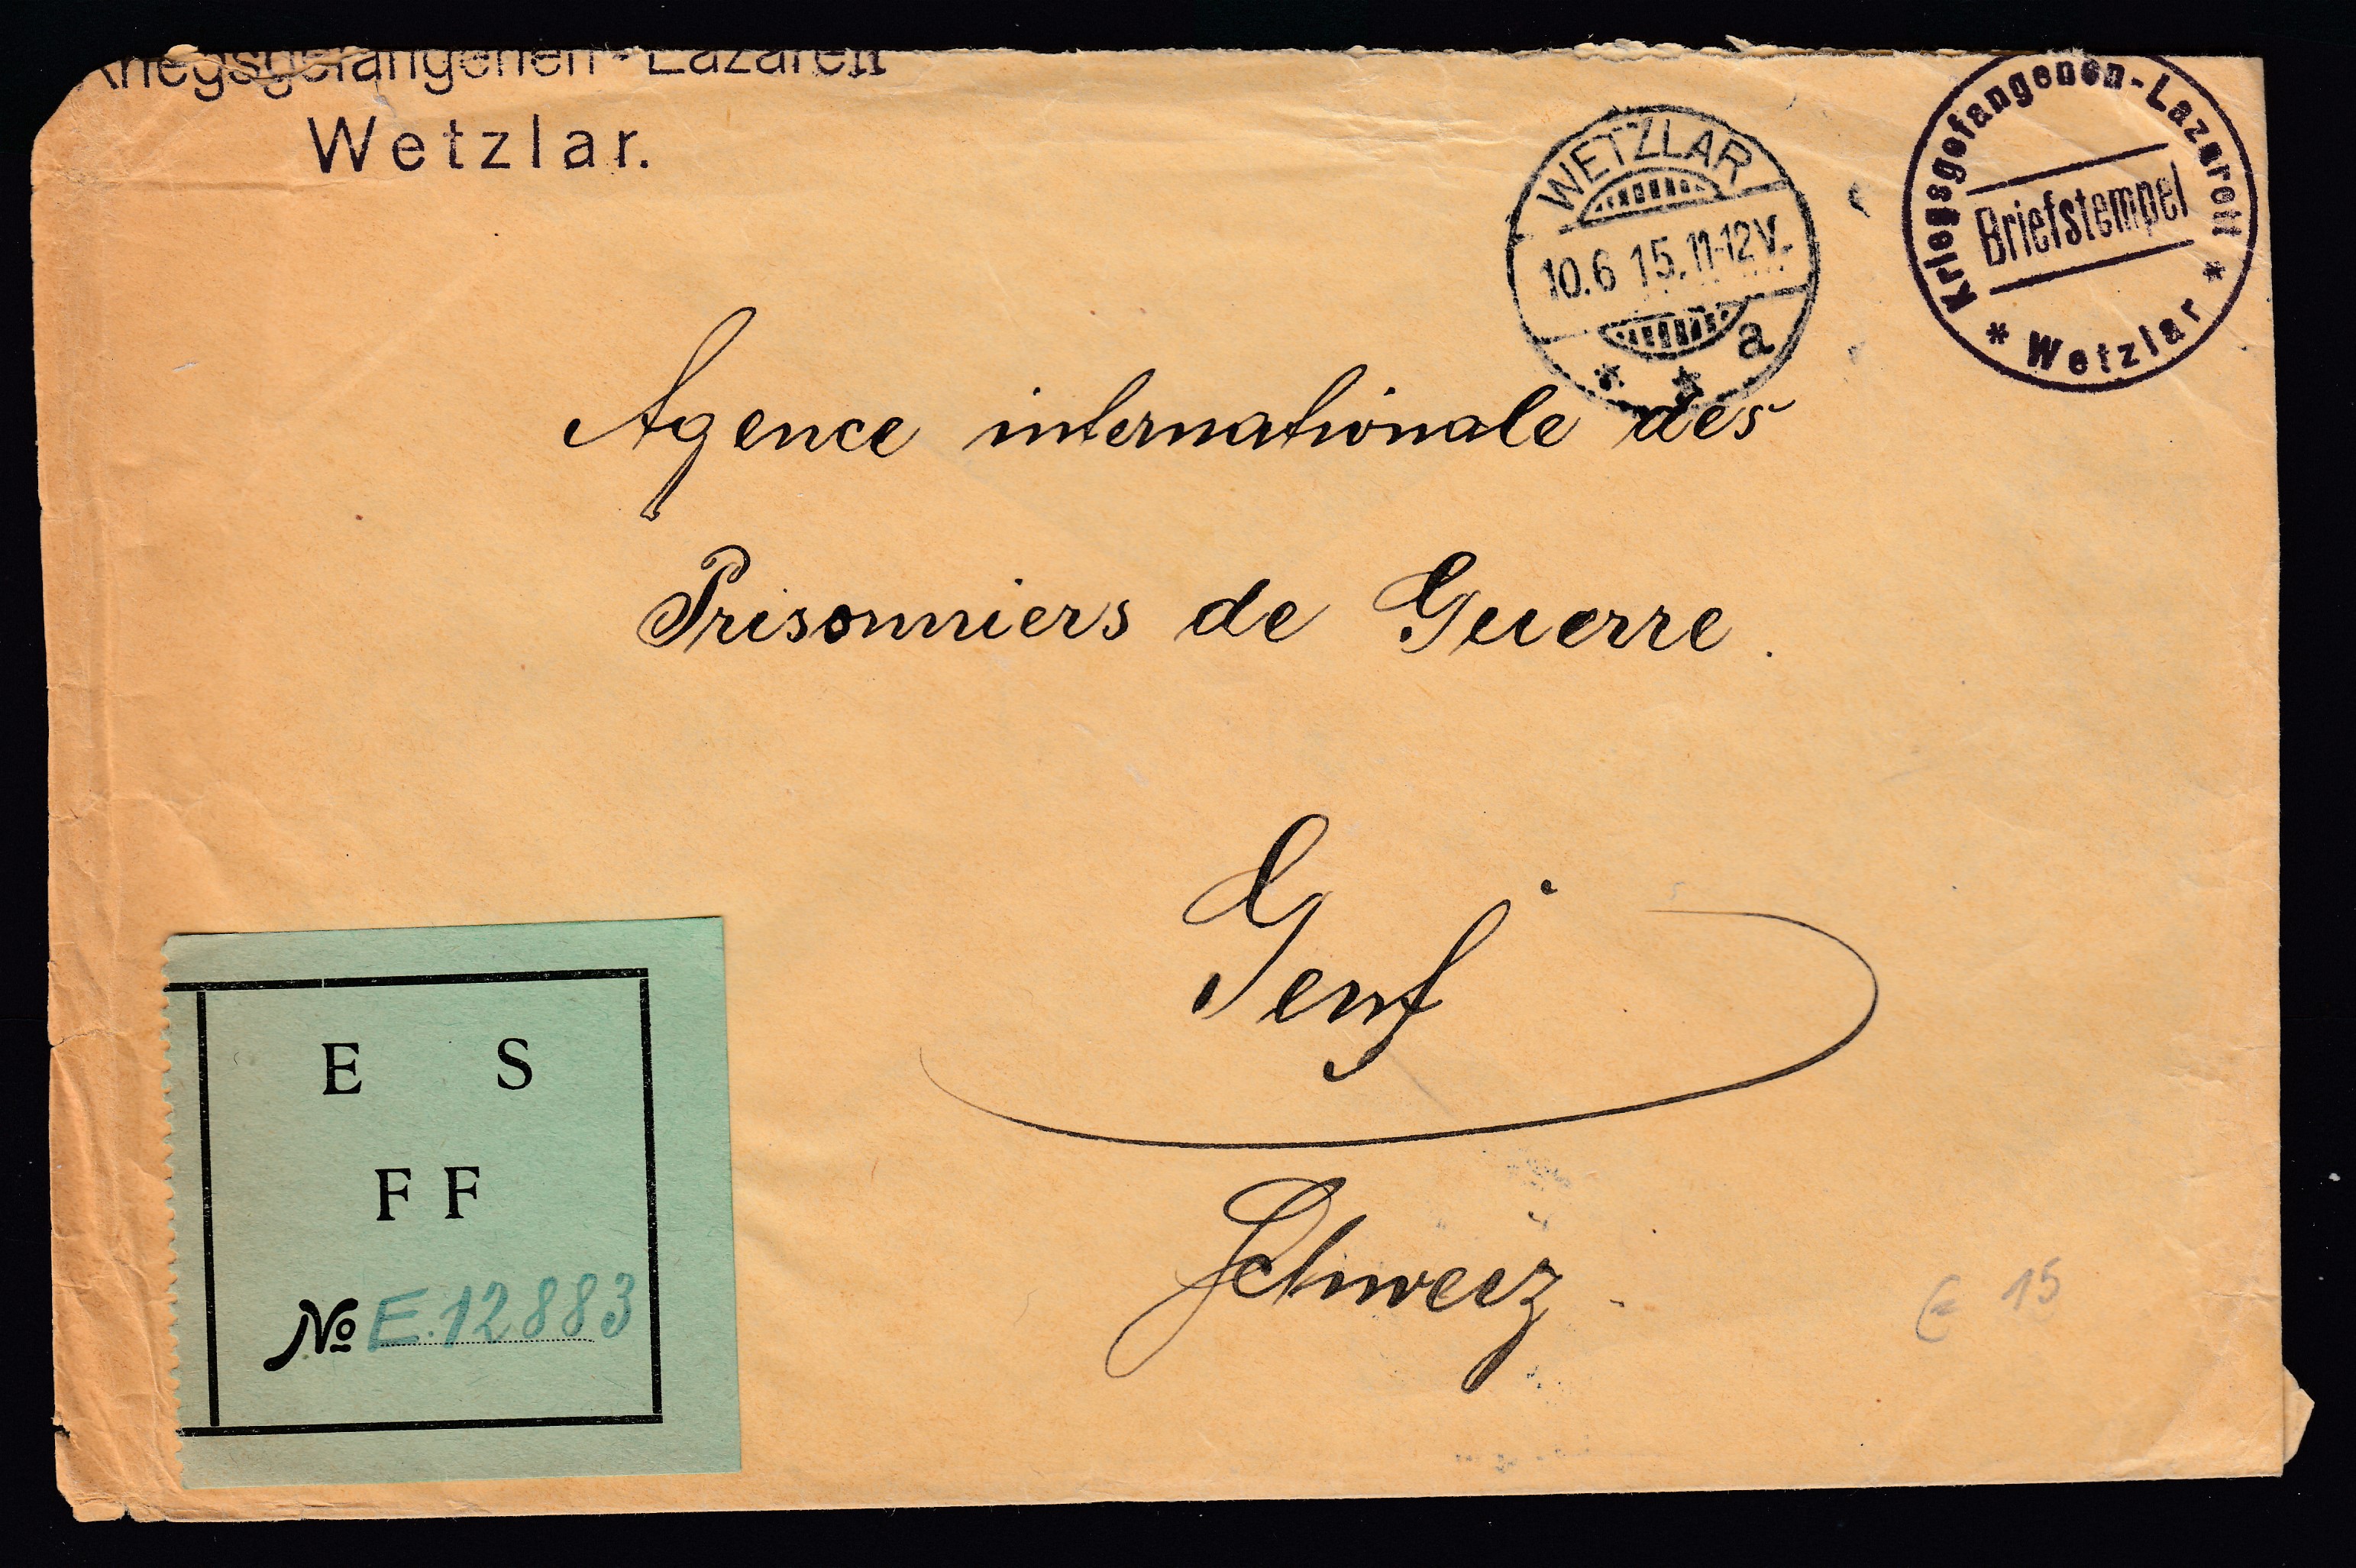 Kriegsgefangenen-Lazarett
Wetzlar.
WETZLAR
10.6 15.11-12V.
* * a
Kriegsgefangenen-Lazarett
Briefstempel
* Wetzlar *
Agence internationale des
Prisonniers de Guerre.
Genf
Schweiz
E S
F F
No E.12883
15